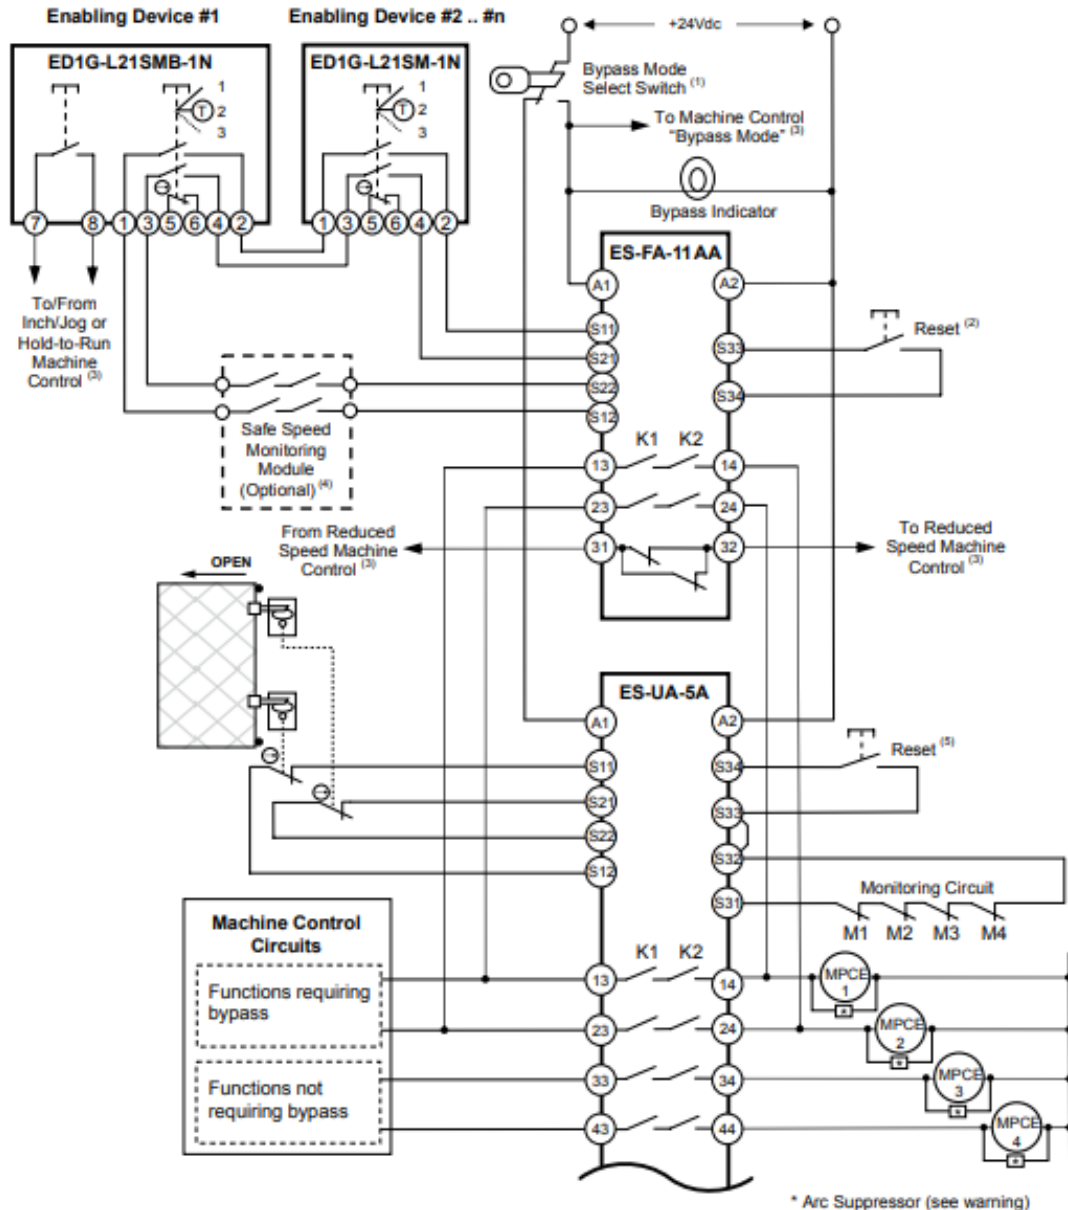 Enabling Device #1
Enabling Device #2 .. #n
+24Vdc
ED1G-L21SMB-1N
ED1G-L21SM-1N
1
T 2
3
1
T 2
3
7 8 1 3 5 6 4 2
1 3 5 6 4 2
Bypass Mode
Select Switch (1)
To Machine Control
"Bypass Mode" (3)
Bypass Indicator
To/From
Inch/Jog or
Hold-to-Run
Machine
Control (3)
ES-FA-11AA
A1 A2
S11
S21
S22
S12
S33
S34
Reset (2)
Safe Speed
Monitoring
Module
(Optional) (4)
K1 K2
13 14
23 24
31 32
From Reduced
Speed Machine
Control (3)
To Reduced
Speed Machine
Control (3)
OPEN
ES-UA-5A
A1 A2
S11
S21
S22
S12
S34
S33
S32
S31
Reset (5)
Monitoring Circuit
M1 M2 M3 M4
Machine Control
Circuits
Functions requiring
bypass
Functions not
requiring bypass
K1 K2
13 14
23 24
33 34
43 44
MPCE
1
*
MPCE
2
*
MPCE
3
*
MPCE
4
*
* Arc Suppressor (see warning)